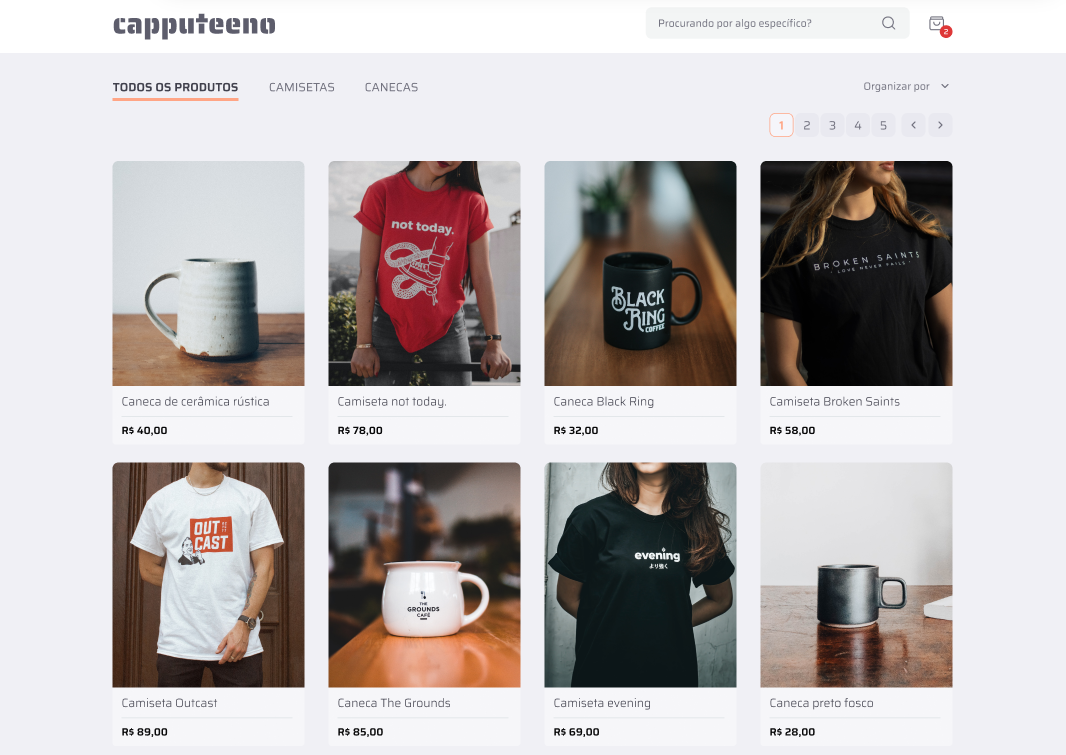 capputeeno
Procurando por algo específico?
2
TODOS OS PRODUTOS
CAMISETAS
CANECAS
Organizar por
1
2
3
4
5
not today.
BLACK
RING
COFFEE
BROKEN SAINTS
- LOVE NEVER FAILS -
Caneca de cerâmica rústica
R$ 40,00
Camiseta not today.
R$ 78,00
Caneca Black Ring
R$ 32,00
Camiseta Broken Saints
R$ 58,00
OUT
CAST
THE
GROUNDS
CAFE
evening
より強く
Camiseta Outcast
R$ 89,00
Caneca The Grounds
R$ 85,00
Camiseta evening
R$ 69,00
Caneca preto fosco
R$ 28,00